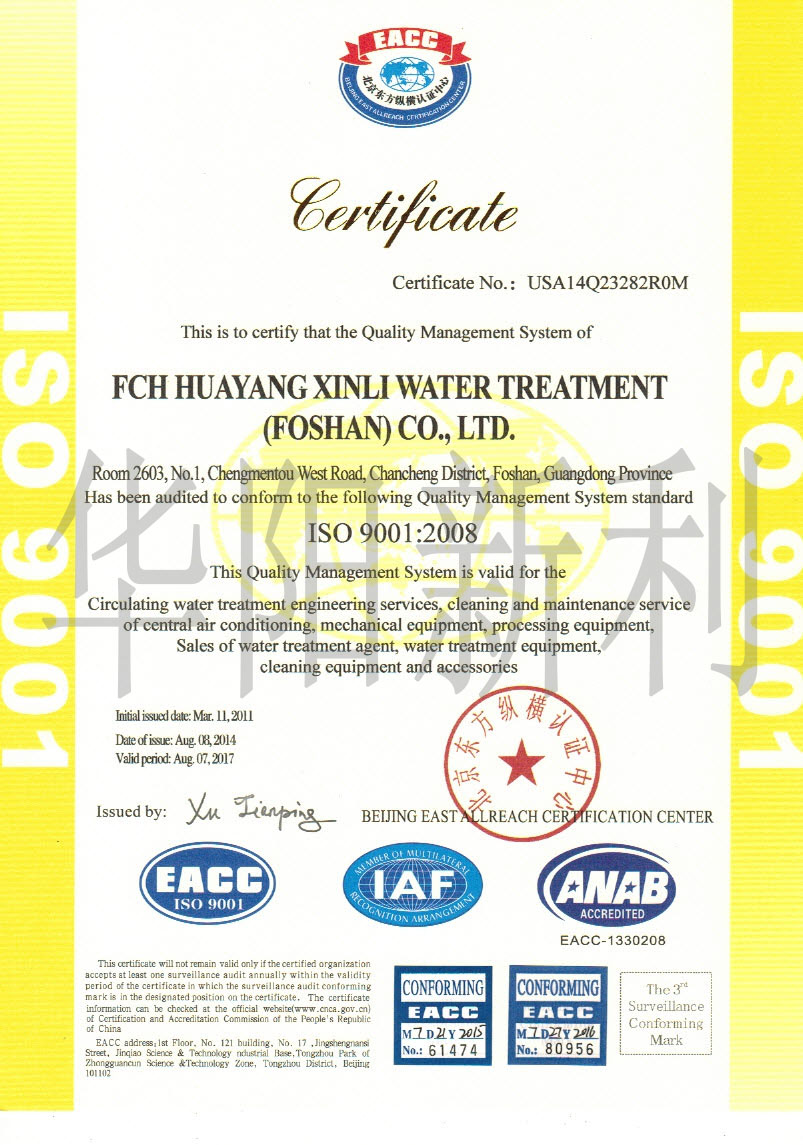 EACC
北京东方纵横认证中心
BEIJING EAST ALLREACH CERTIFICATION CENTER
Certificate
Certificate No.: USA14Q23282R0M
This is to certify that the Quality Management System of
FCH HUAYANG XINLI WATER TREATMENT
(FOSHAN) CO., LTD.
Room 2603, No.1, Chengmentou West Road, Chancheng District, Foshan, Guangdong Province
Has been audited to conform to the following Quality Management System standard
ISO 9001:2008
This Quality Management System is valid for the
Circulating water treatment engineering services, cleaning and maintenance service
of central air conditioning, mechanical equipment, processing equipment,
Sales of water treatment agent, water treatment equipment,
cleaning equipment and accessories
华阳新利
ISO 9001
ISO 9001
Initial issued date: Mar. 11, 2011
Date of issue: Aug. 08, 2014
Valid period: Aug. 07, 2017
北京东方纵横认证中心
Issued by: Xu Tienping
BEIJING EAST ALLREACH CERTIFICATION CENTER
EACC
ISO 9001
MEMBER OF MULTILATERAL
IAF
RECOGNITION ARRANGEMENT
ANAB
ACCREDITED
EACC-1330208
This certificate will not remain valid only if the certified organization
accepts at least one surveillance audit annually within the validity
period of the certificate in which the surveillance audit conforming
mark is in the designated position on the certificate. The certificate
information can be checked at the official website(www.cnca.gov.cn)
of Certification and Accreditation Commission of the People's Republic
of China
EACC address:1st Floor, No. 121 building, No. 17 ,Jingshengnansi
Street, Jinqiao Science & Technology ndustrial Base,Tongzhou Park of
Zhongguancun Science &Technology Zone, Tongzhou District, Beijing
101102
CONFORMING
EACC
M 7 D 21 Y 2015
No.: 61474
CONFORMING
EACC
M 7 D 27 Y 2016
No.: 80956
The 3rd
Surveillance
Conforming
Mark